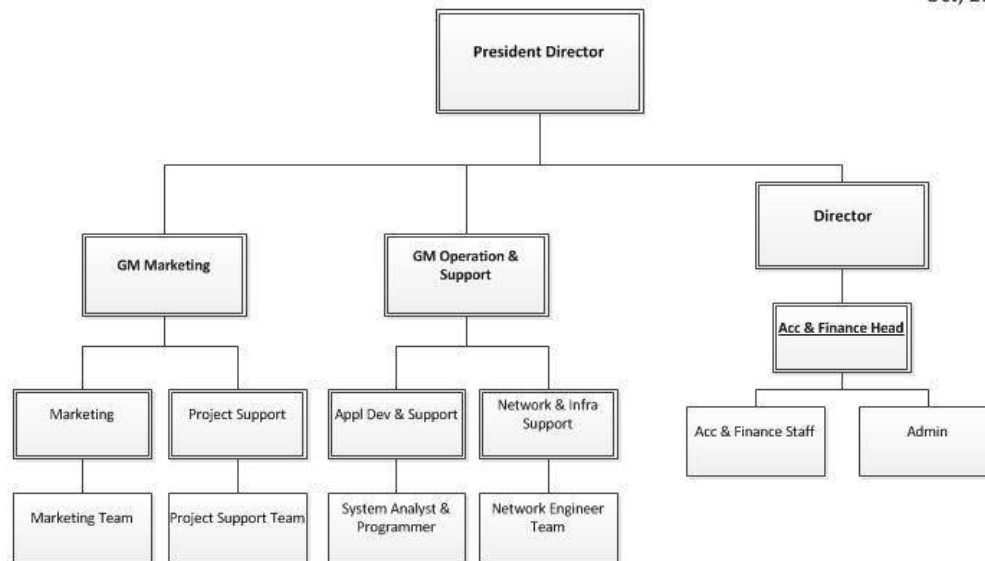 President Director
Director
GM Marketing
GM Operation &
Support
Acc & Finance Head
Marketing
Project Support
Appl Dev & Support
Network & Infra
Support
Acc & Finance Staff
Admin
Marketing Team
Project Support Team
System Analyst &
Programmer
Network Engineer
Team